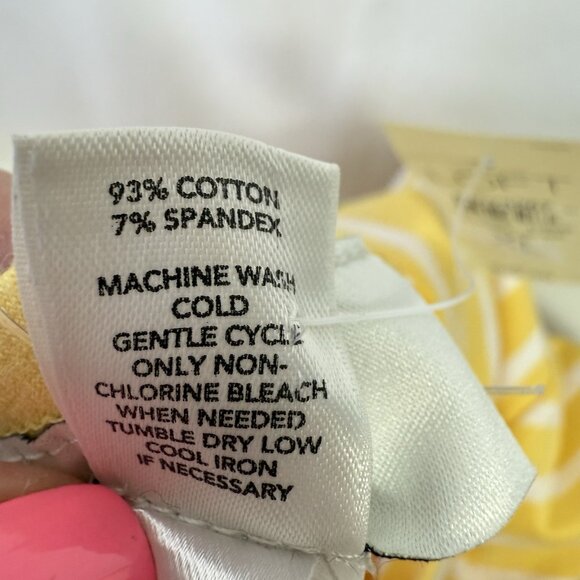 93% COTTON
7% SPANDEX
MACHINE WASH
COLD
GENTLE CYCLE
ONLY NON-
CHLORINE BLEACH
WHEN NEEDED
TUMBLE DRY LOW
COOL IRON
IF NECESSARY